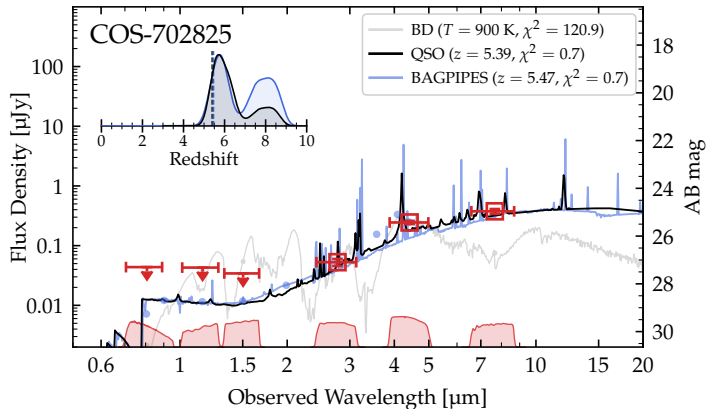 COS-702825
BD (T = 900 K, χ² = 120.9)
QSO (z = 5.39, χ² = 0.7)
BAGPIPES (z = 5.47, χ² = 0.7)
0 2 4 6 8 10
Redshift
100
10
1
0.1
0.01
Flux Density [μJy]
18
20
22
24
26
28
30
AB mag
0.6 1 1.5 2 3 4 5 10 15 20
Observed Wavelength [μm]